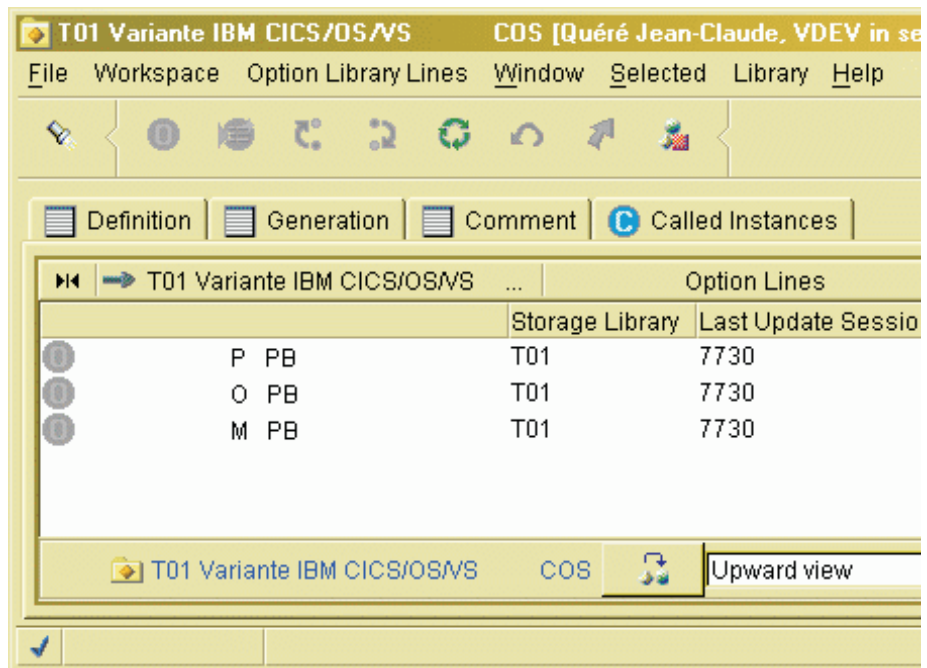 T01 Variante IBM CICS/OS/VS COS [Quéré Jean-Claude, VDEV in se
File Workspace Option Library Lines Window Selected Library Help
Definition Generation Comment C Called Instances
T01 Variante IBM CICS/OS/VS ... Option Lines
Storage Library Last Update Sessio
P PB T01 7730
O PB T01 7730
M PB T01 7730
T01 Variante IBM CICS/OS/VS COS Upward view